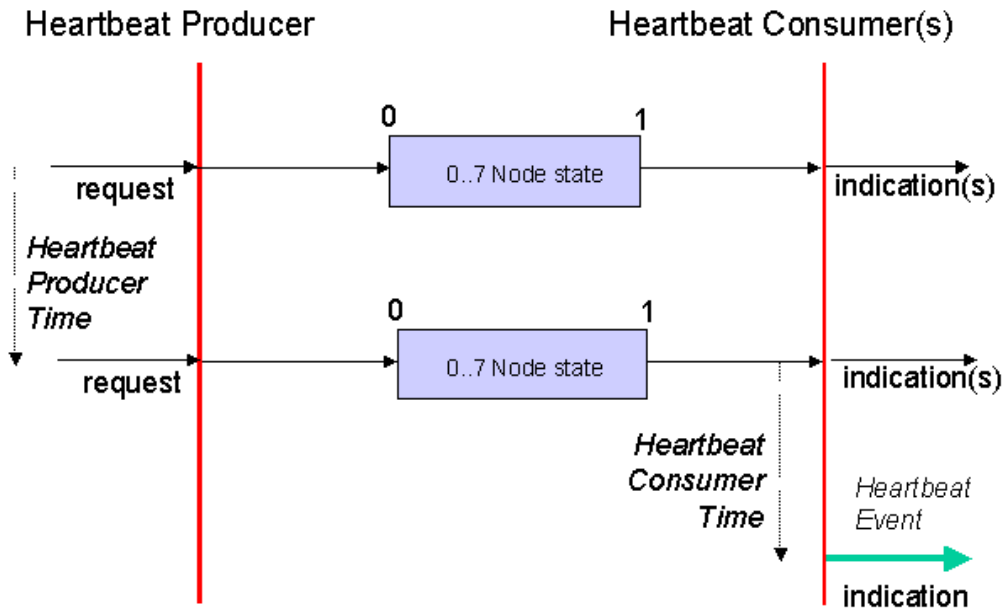 Heartbeat Producer
Heartbeat Consumer(s)
0
1
0..7 Node state
request
indication(s)
Heartbeat
Producer
Time
0
1
0..7 Node state
request
indication(s)
Heartbeat
Consumer
Time
Heartbeat
Event
indication